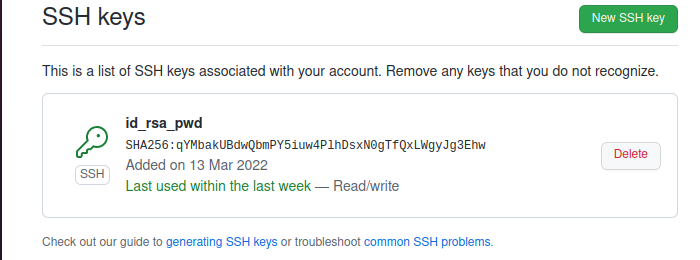 SSH keys
New SSH key
This is a list of SSH keys associated with your account. Remove any keys that you do not recognize.
id_rsa_pwd
SHA256:qYMbakUBdwQbmPY5iuw4PlhDsxN0gTfQxLWgyJg3Ehw
Added on 13 Mar 2022
Last used within the last week — Read/write
SSH
Delete
Check out our guide to generating SSH keys or troubleshoot common SSH problems.